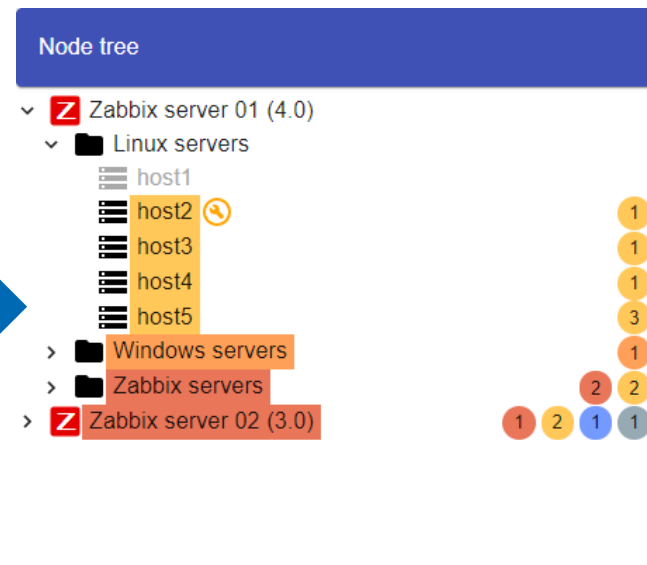 Node tree
Z Zabbix server 01 (4.0)
Linux servers
host1
host2 1
host3 1
host4 1
host5 3
Windows servers 1
Zabbix servers 2 2
Z Zabbix server 02 (3.0) 1 2 1 1